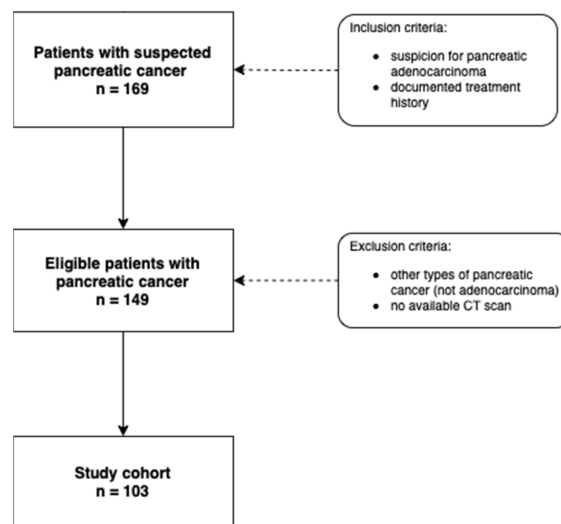 Patients with suspected
pancreatic cancer
n = 169
Inclusion criteria:
• suspicion for pancreatic
adenocarcinoma
• documented treatment
history
Eligible patients with
pancreatic cancer
n = 149
Exclusion criteria:
• other types of pancreatic
cancer (not adenocarcinoma)
• no available CT scan
Study cohort
n = 103